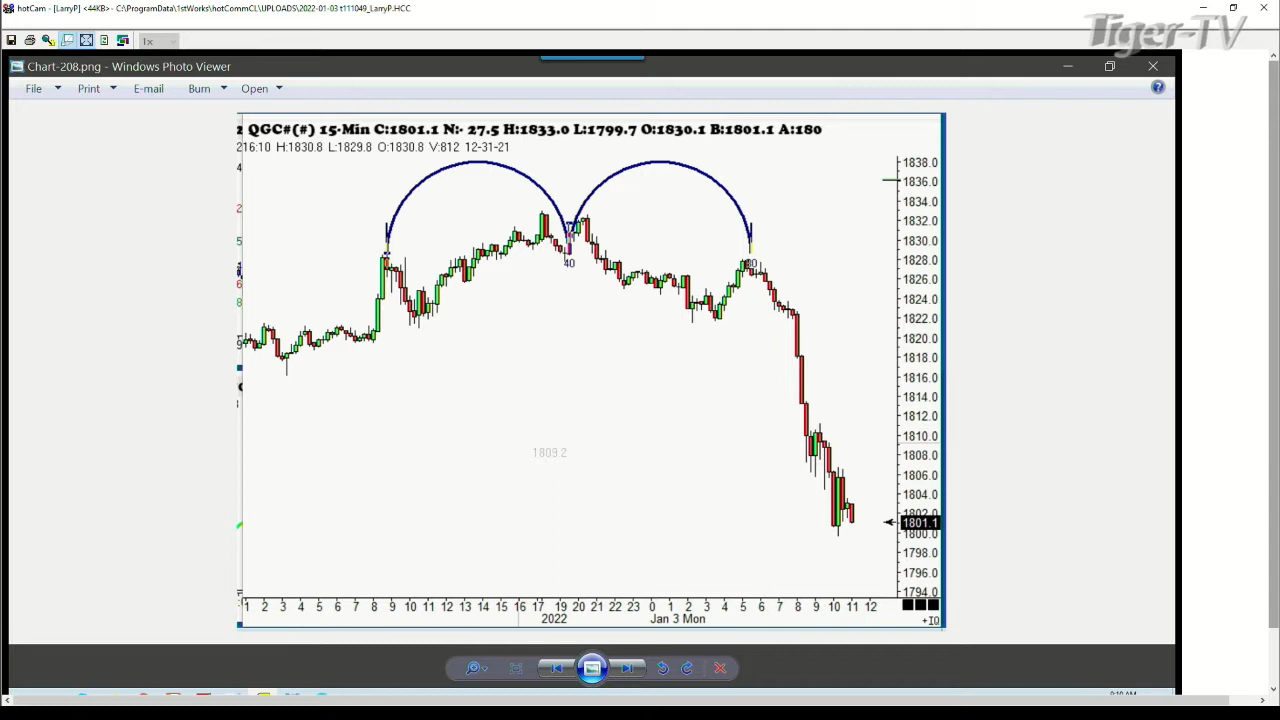 hotCam - [LarryP] <44KB> - C:\ProgramData\1stWorks\hotCommCL\UPLOADS\2022-01-03 t111049_LarryP.HCC
Tiger-TV
1x
Chart-208.png - Windows Photo Viewer
File Print E-mail Burn Open
QGC#(#) 15-Min C:1801.1 N:- 27.5 H:1833.0 L:1799.7 O:1830.1 B:1801.1 A:180
216:10 H:1830.8 L:1829.8 O:1830.8 V:812 12-31-21
1838.0
1836.0
1834.0
1832.0
1830.0
1828.0
1826.0
1824.0
1822.0
1820.0
1818.0
1816.0
1814.0
1812.0
1810.0
1808.0
1806.0
1804.0
1802.0
1801.1
1800.0
1798.0
1796.0
1794.0
40
80
1809.2
1 2 3 4 5 6 7 8 9 10 11 12 13 14 15 16 17 19 20 21 22 23 0 1 2 3 4 5 6 7 8 9 10 11 12
2022 Jan 3 Mon
+IQ